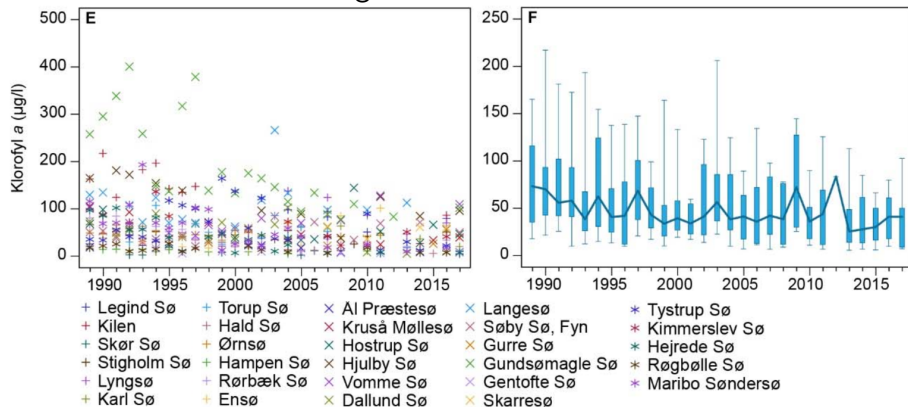 E
F
Klorofyl a (µg/l)
500
400
300
200
100
0
250
200
150
100
50
0
1990 1995 2000 2005 2010 2015
1990 1995 2000 2005 2010 2015
+ Legind Sø + Torup Sø × Al Præstesø × Langesø * Tystrup Sø
+ Kilen + Hald Sø × Kruså Møllesø × Søby Sø, Fyn * Kimmerslev Sø
+ Skør Sø + Ørnsø × Hostrup Sø × Gurre Sø * Hejrede Sø
+ Stigholm Sø + Hampen Sø × Hjulby Sø × Gundsømagle Sø * Røgbølle Sø
+ Lyngsø + Rørbæk Sø × Vomme Sø × Gentofte Sø * Maribo Søndersø
+ Karl Sø + Ensø × Dallund Sø × Skarresø